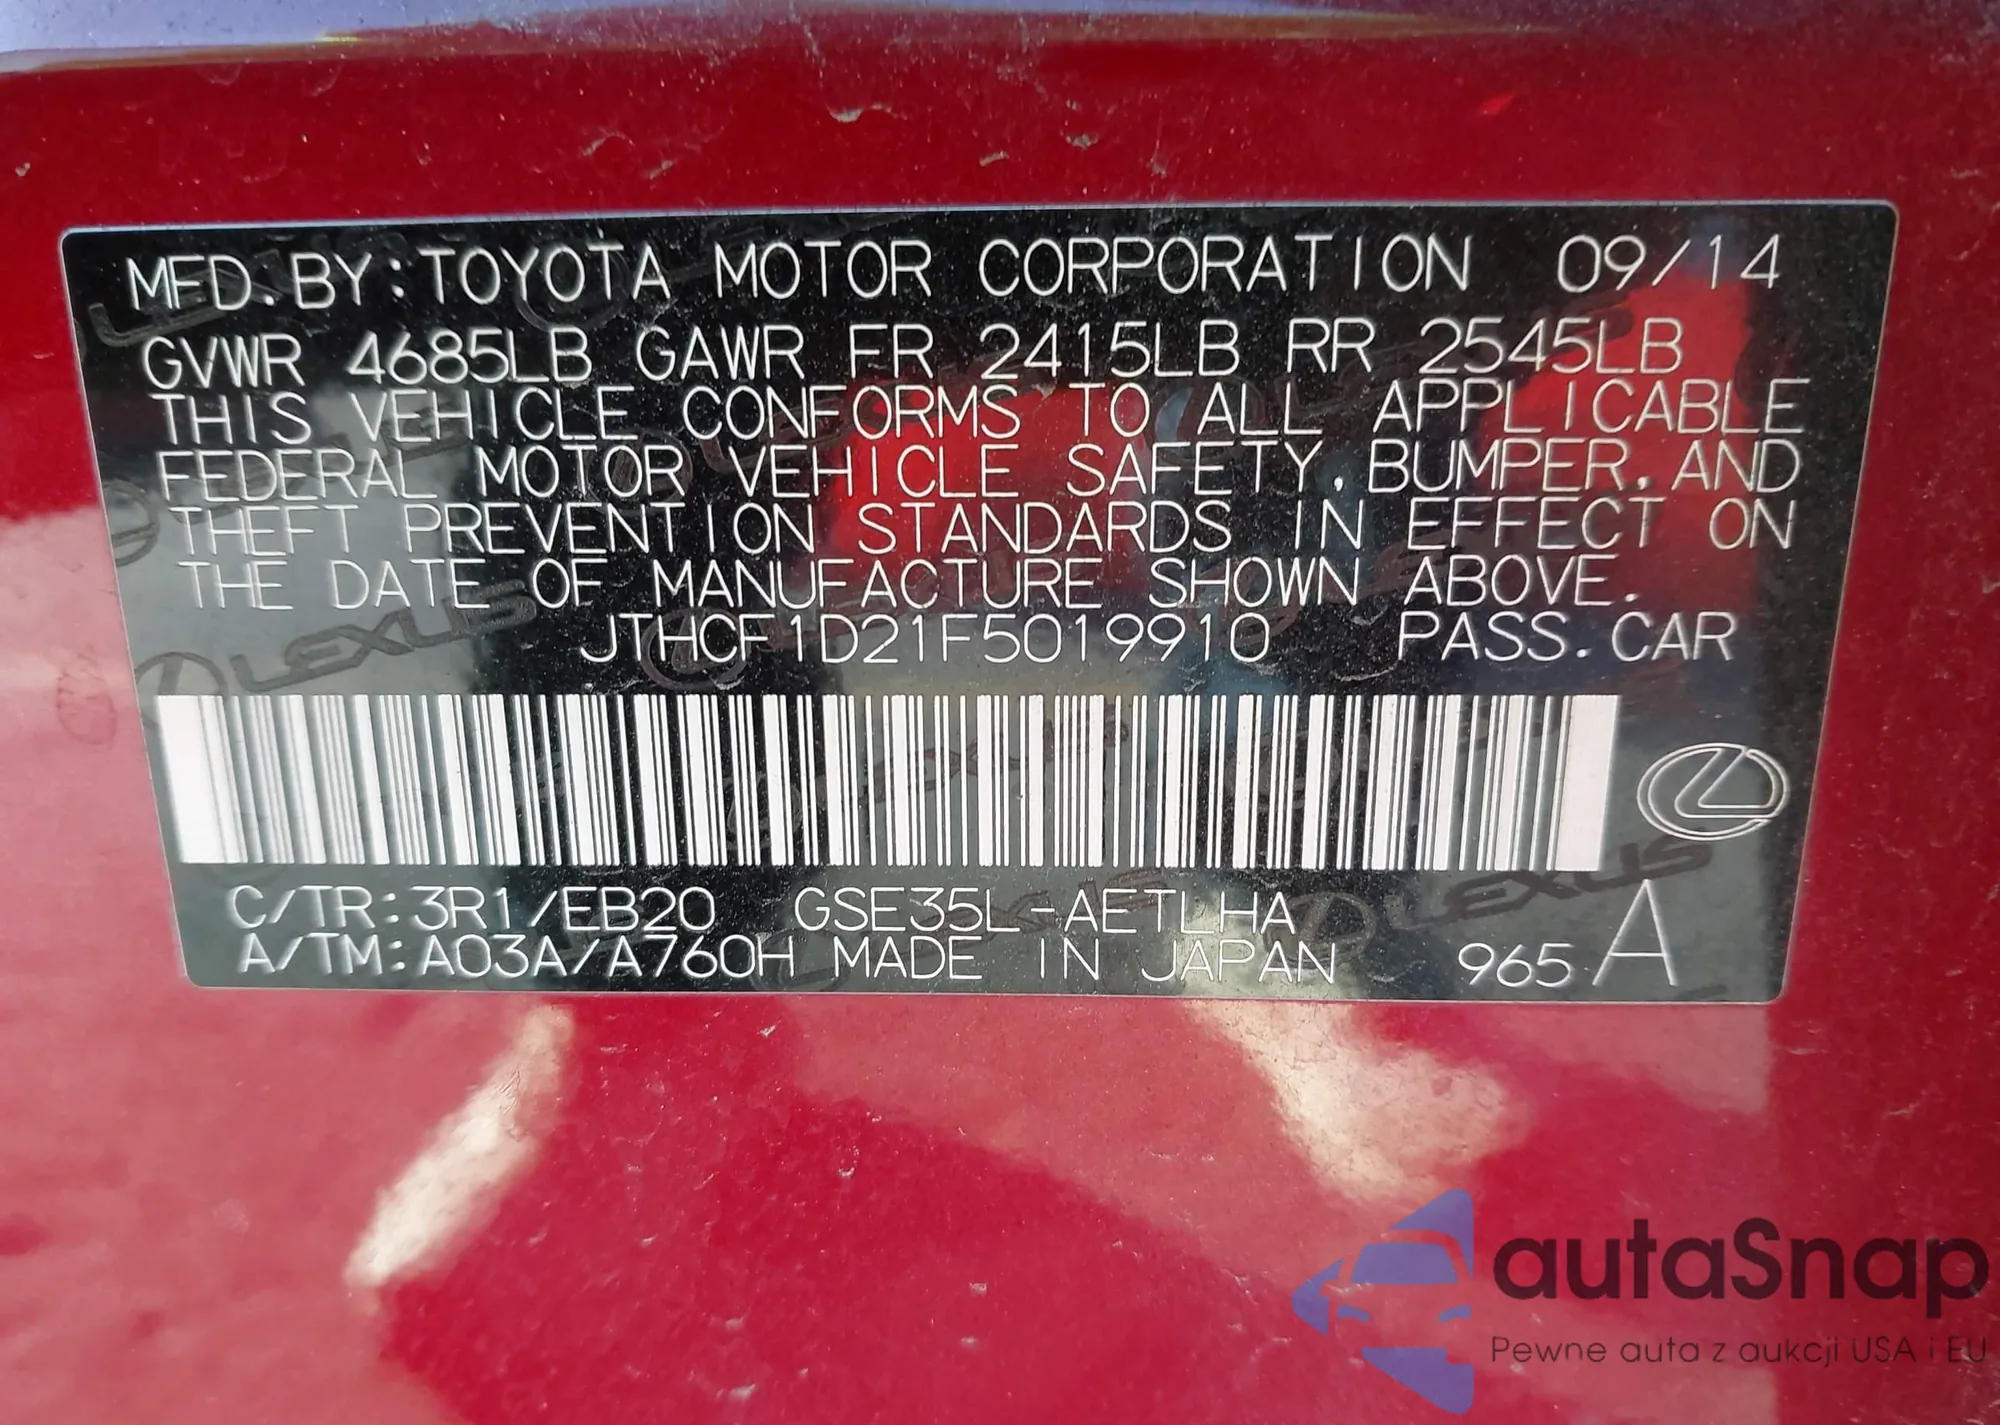 MFD. BY: TOYOTA MOTOR CORPORATION 09/14
GVWR 4685LB GAWR FR 2415LB RR 2545LB
THIS VEHICLE CONFORMS TO ALL APPLICABLE
FEDERAL MOTOR VEHICLE SAFETY, BUMPER, AND
THEFT PREVENTION STANDARDS IN EFFECT ON
THE DATE OF MANUFACTURE SHOWN ABOVE.
JTHCF1D21F5019910 PASS. CAR
C/TR: 3R1/EB20 GSE35L-AETLHA
A/TM: A03A/A760H MADE IN JAPAN 965 A
LEXUS
autaSnap
Pewne auta z aukcji USA i EU